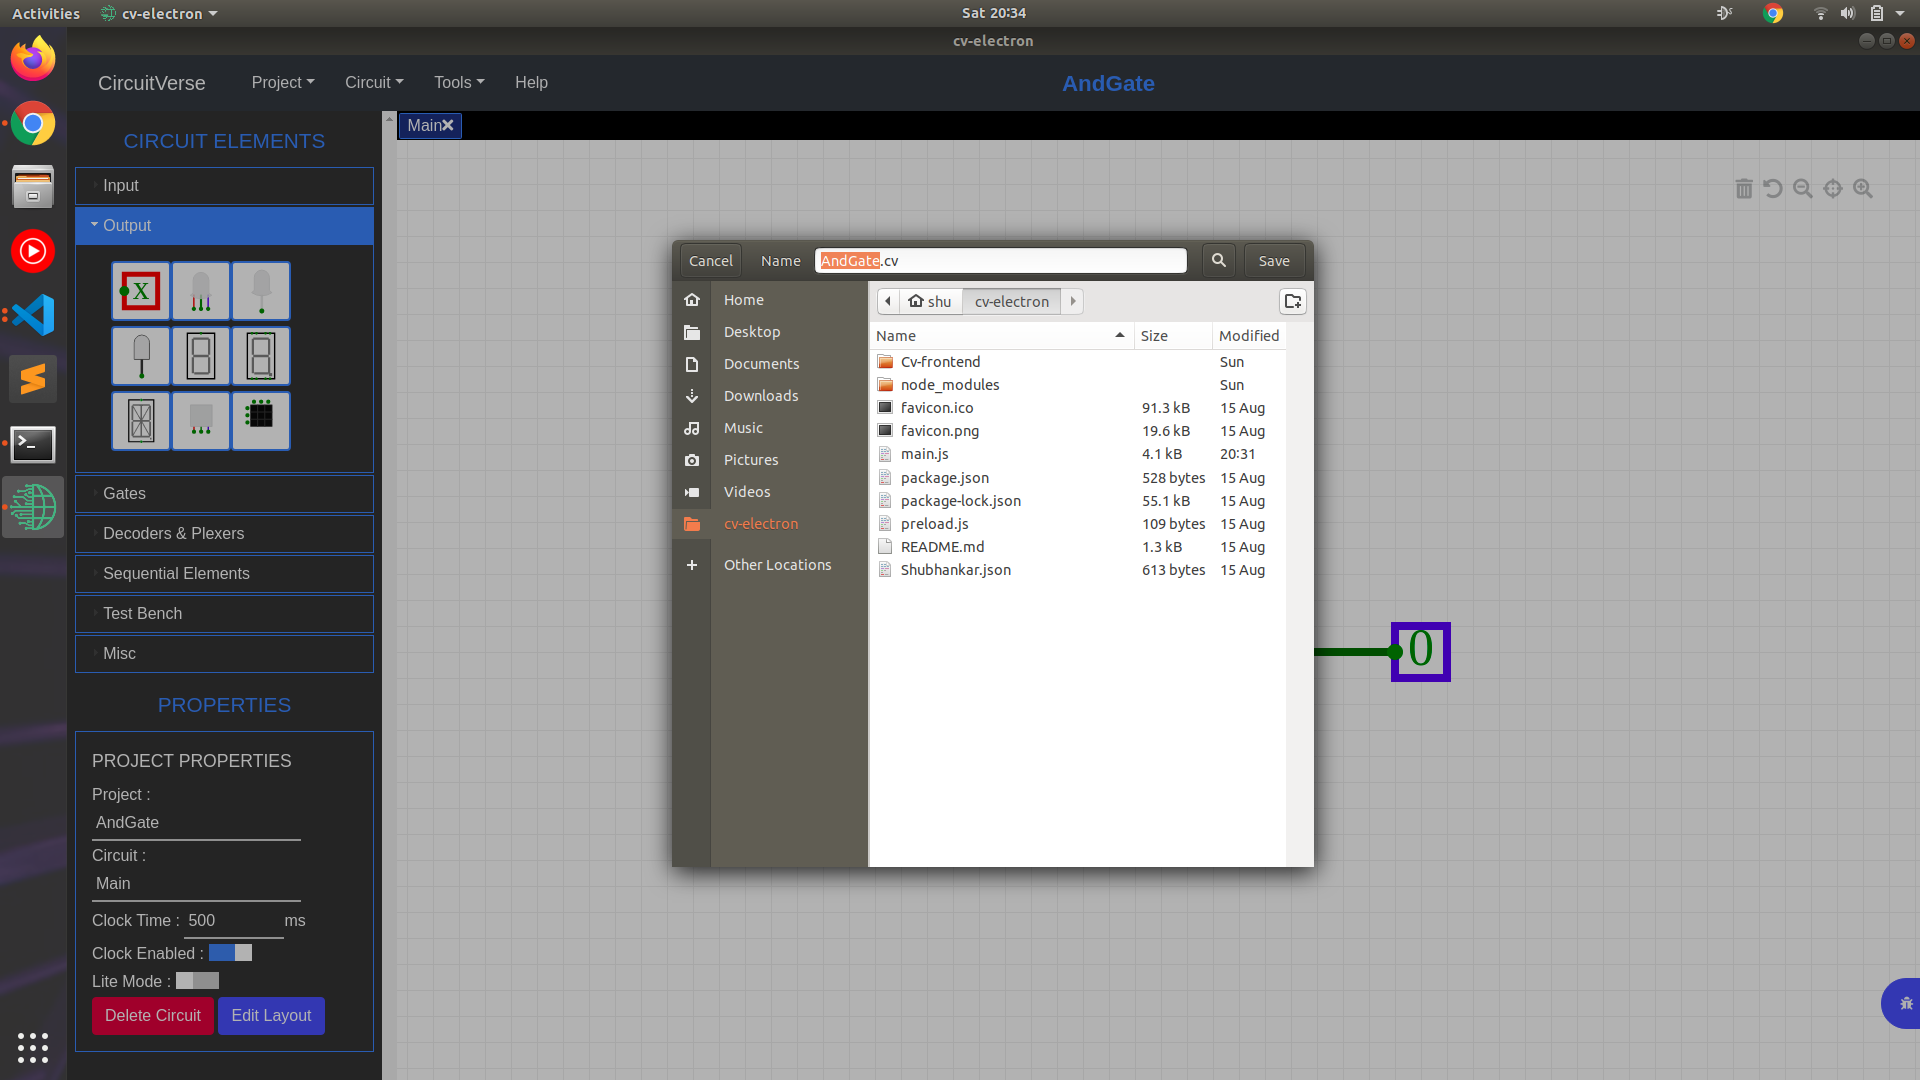 Activities cv-electron Sat 20:34
cv-electron
CircuitVerse Project Circuit Tools Help AndGate
Main
CIRCUIT ELEMENTS
Input
Output
X
Gates
Decoders & Plexers
Sequential Elements
Test Bench
Misc
PROPERTIES
PROJECT PROPERTIES
Project :
AndGate
Circuit :
Main
Clock Time : 500 ms
Clock Enabled :
Lite Mode :
Delete Circuit Edit Layout
Cancel Name AndGate.cv Save
Home
Desktop
Documents
Downloads
Music
Pictures
Videos
cv-electron
Other Locations
shu cv-electron
Name Size Modified
Cv-frontend Sun
node_modules Sun
favicon.ico 91.3 kB 15 Aug
favicon.png 19.6 kB 15 Aug
main.js 4.1 kB 20:31
package.json 528 bytes 15 Aug
package-lock.json 55.1 kB 15 Aug
preload.js 109 bytes 15 Aug
README.md 1.3 kB 15 Aug
Shubhankar.json 613 bytes 15 Aug
0